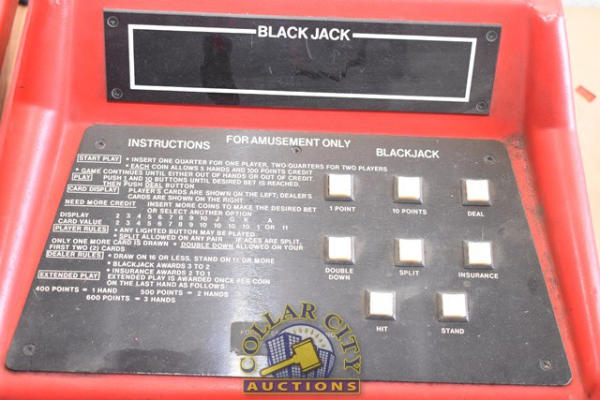 BLACK JACK
FOR AMUSEMENT ONLY
INSTRUCTIONS
BLACKJACK
START PLAY • INSERT ONE QUARTER FOR ONE PLAYER, TWO QUARTERS FOR TWO PLAYERS
• EACH COIN ALLOWS 5 HANDS AND 100 POINTS CREDIT
• GAME CONTINUES UNTIL EITHER OUT OF HANDS OR OUT OF CREDIT
PLAY PUSH 1 AND 10 BUTTONS UNTIL DESIRED BET IS REACHED,
THEN PUSH DEAL BUTTON
CARD DISPLAY PLAYER'S CARDS ARE SHOWN ON THE LEFT; DEALER'S
CARDS ARE SHOWN ON THE RIGHT
NEED MORE CREDIT INSERT MORE COINS TO MAKE THE DESIRED BET
OR SELECT ANOTHER OPTION
DISPLAY 2 3 4 5 6 7 8 9 10 J Q K A
CARD VALUE 2 3 4 5 6 7 8 9 10 10 10 10 1 OR 11
PLAYER RULES • ANY LIGHTED BUTTON MAY BE PLAYED
• SPLIT ALLOWED ON ANY PAIR IF ACES ARE SPLIT,
ONLY ONE MORE CARD IS DRAWN • DOUBLE DOWN ALLOWED ON YOUR
FIRST TWO (2) CARDS
DEALER RULES • DRAW ON 16 OR LESS, STAND ON 17 OR MORE
• BLACKJACK AWARDS 3 TO 2
• INSURANCE AWARDS 2 TO 1
EXTENDED PLAY EXTENDED PLAY IS AWARDED ONCE PER COIN
ON THE LAST HAND AS FOLLOWS:
400 POINTS = 1 HAND 500 POINTS = 2 HANDS
600 POINTS = 3 HANDS
1 POINT
10 POINTS
DEAL
DOUBLE
DOWN
SPLIT
INSURANCE
HIT
STAND
COLLAR CITY
AUCTIONS